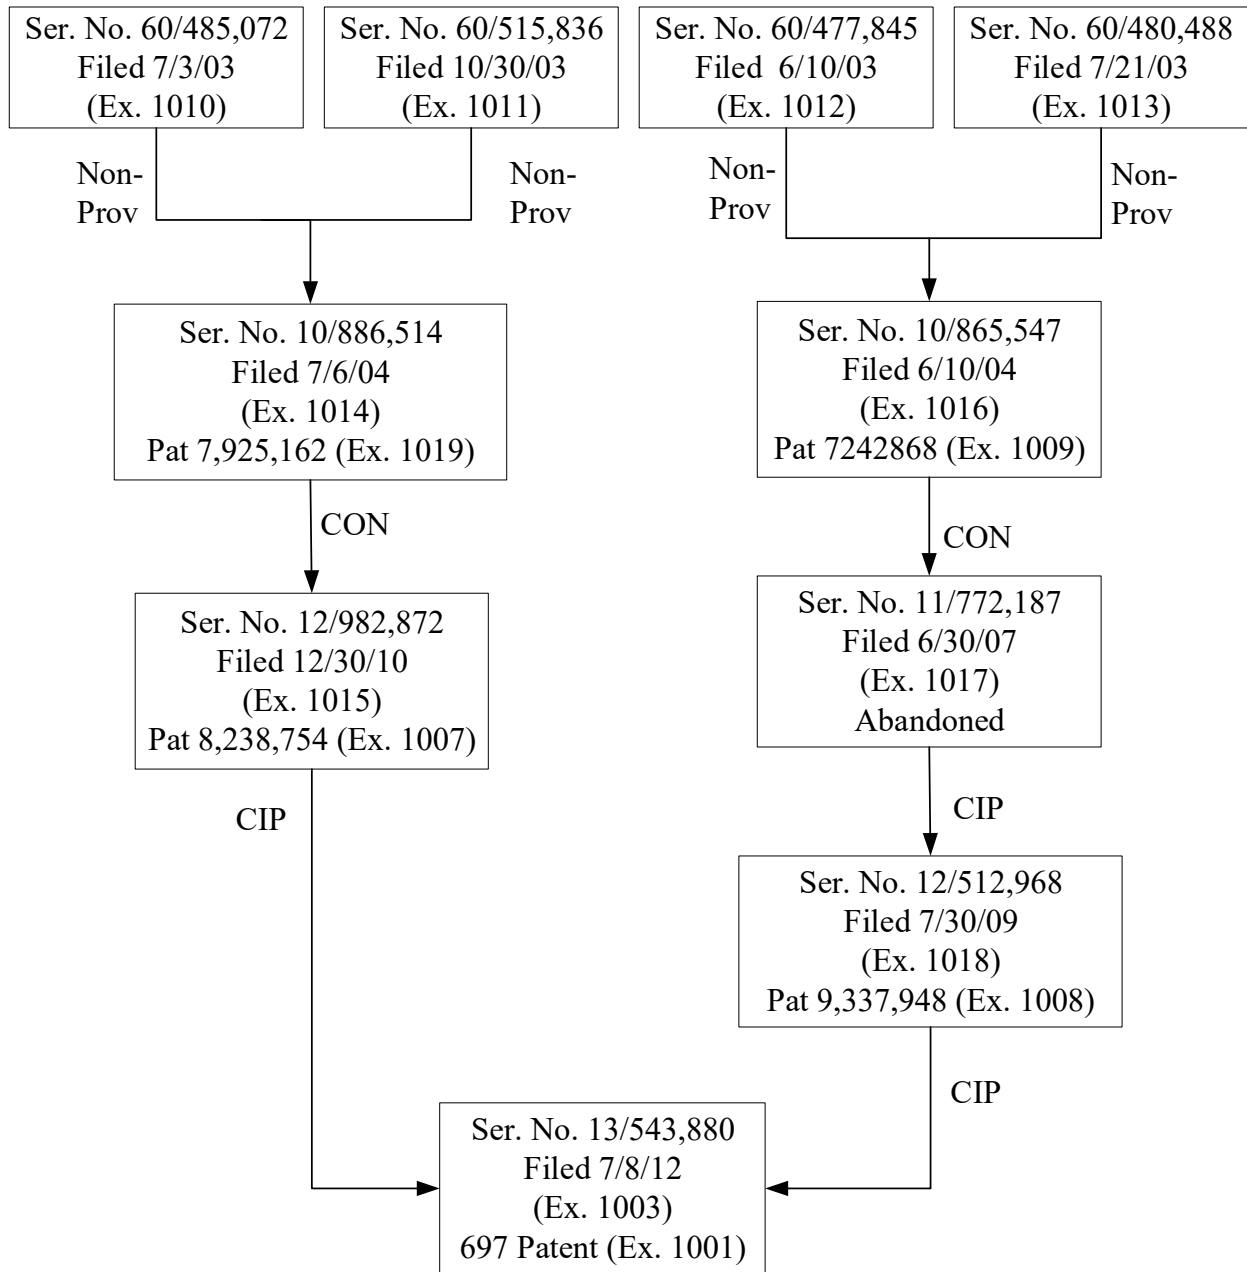 Ser. No. 60/485,072
Filed 7/3/03
(Ex. 1010)
Ser. No. 60/515,836
Filed 10/30/03
(Ex. 1011)
Ser. No. 60/477,845
Filed 6/10/03
(Ex. 1012)
Ser. No. 60/480,488
Filed 7/21/03
(Ex. 1013)
Non-
Prov
Non-
Prov
Non-
Prov
Non-
Prov
Ser. No. 10/886,514
Filed 7/6/04
(Ex. 1014)
Pat 7,925,162 (Ex. 1019)
Ser. No. 10/865,547
Filed 6/10/04
(Ex. 1016)
Pat 7242868 (Ex. 1009)
CON
CON
Ser. No. 12/982,872
Filed 12/30/10
(Ex. 1015)
Pat 8,238,754 (Ex. 1007)
Ser. No. 11/772,187
Filed 6/30/07
(Ex. 1017)
Abandoned
CIP
CIP
Ser. No. 12/512,968
Filed 7/30/09
(Ex. 1018)
Pat 9,337,948 (Ex. 1008)
CIP
Ser. No. 13/543,880
Filed 7/8/12
(Ex. 1003)
697 Patent (Ex. 1001)